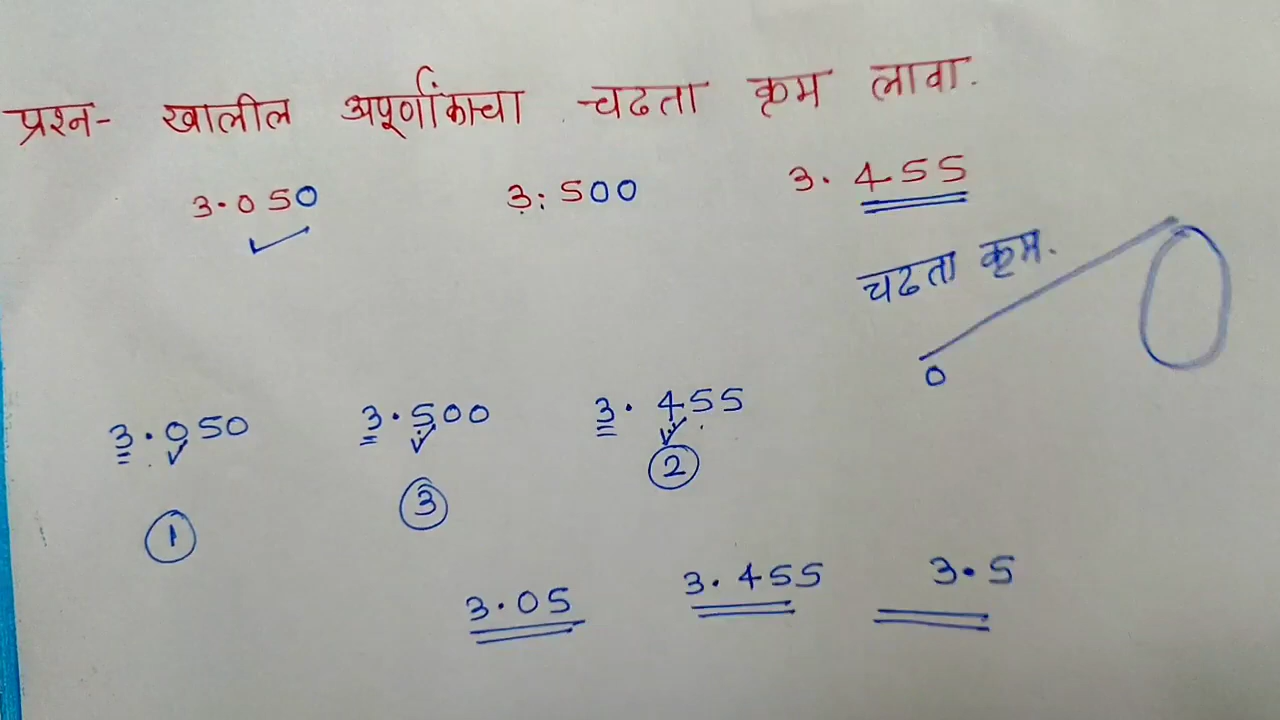 प्रश्न- खालील अपूर्णांकाचा चढता क्रम लावा.
3.050 3.500 3.455
चढता क्रम.
0
3.050 3.500 3.455
1 3 2
3.05 3.455 3.5